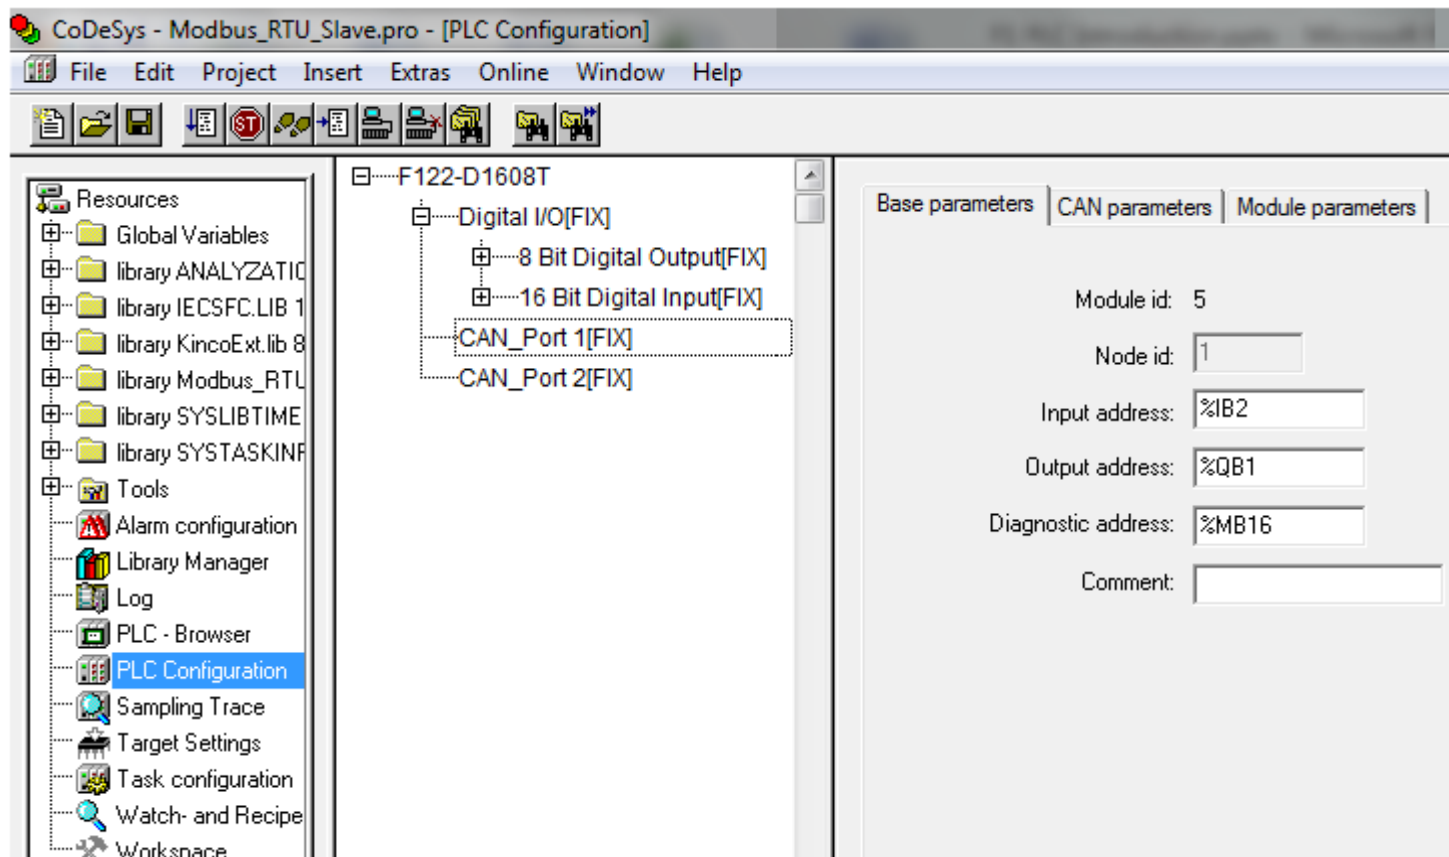 CoDeSys - Modbus_RTU_Slave.pro - [PLC Configuration]
File Edit Project Insert Extras Online Window Help
STOP
Resources
Global Variables
library ANALYZATIO
library IECSFC.LIB 1
library KincoExt.lib 8
library Modbus_RTU
library SYSLIBTIME
library SYSTASKINF
Tools
Alarm configuration
Library Manager
Log
PLC - Browser
PLC Configuration
Sampling Trace
Target Settings
Task configuration
Watch- and Recipe
Workspace
F122-D1608T
Digital I/O[FIX]
8 Bit Digital Output[FIX]
16 Bit Digital Input[FIX]
CAN_Port 1[FIX]
CAN_Port 2[FIX]
Base parameters CAN parameters Module parameters
Module id: 5
Node id: 1
Input address: %IB2
Output address: %QB1
Diagnostic address: %MB16
Comment: